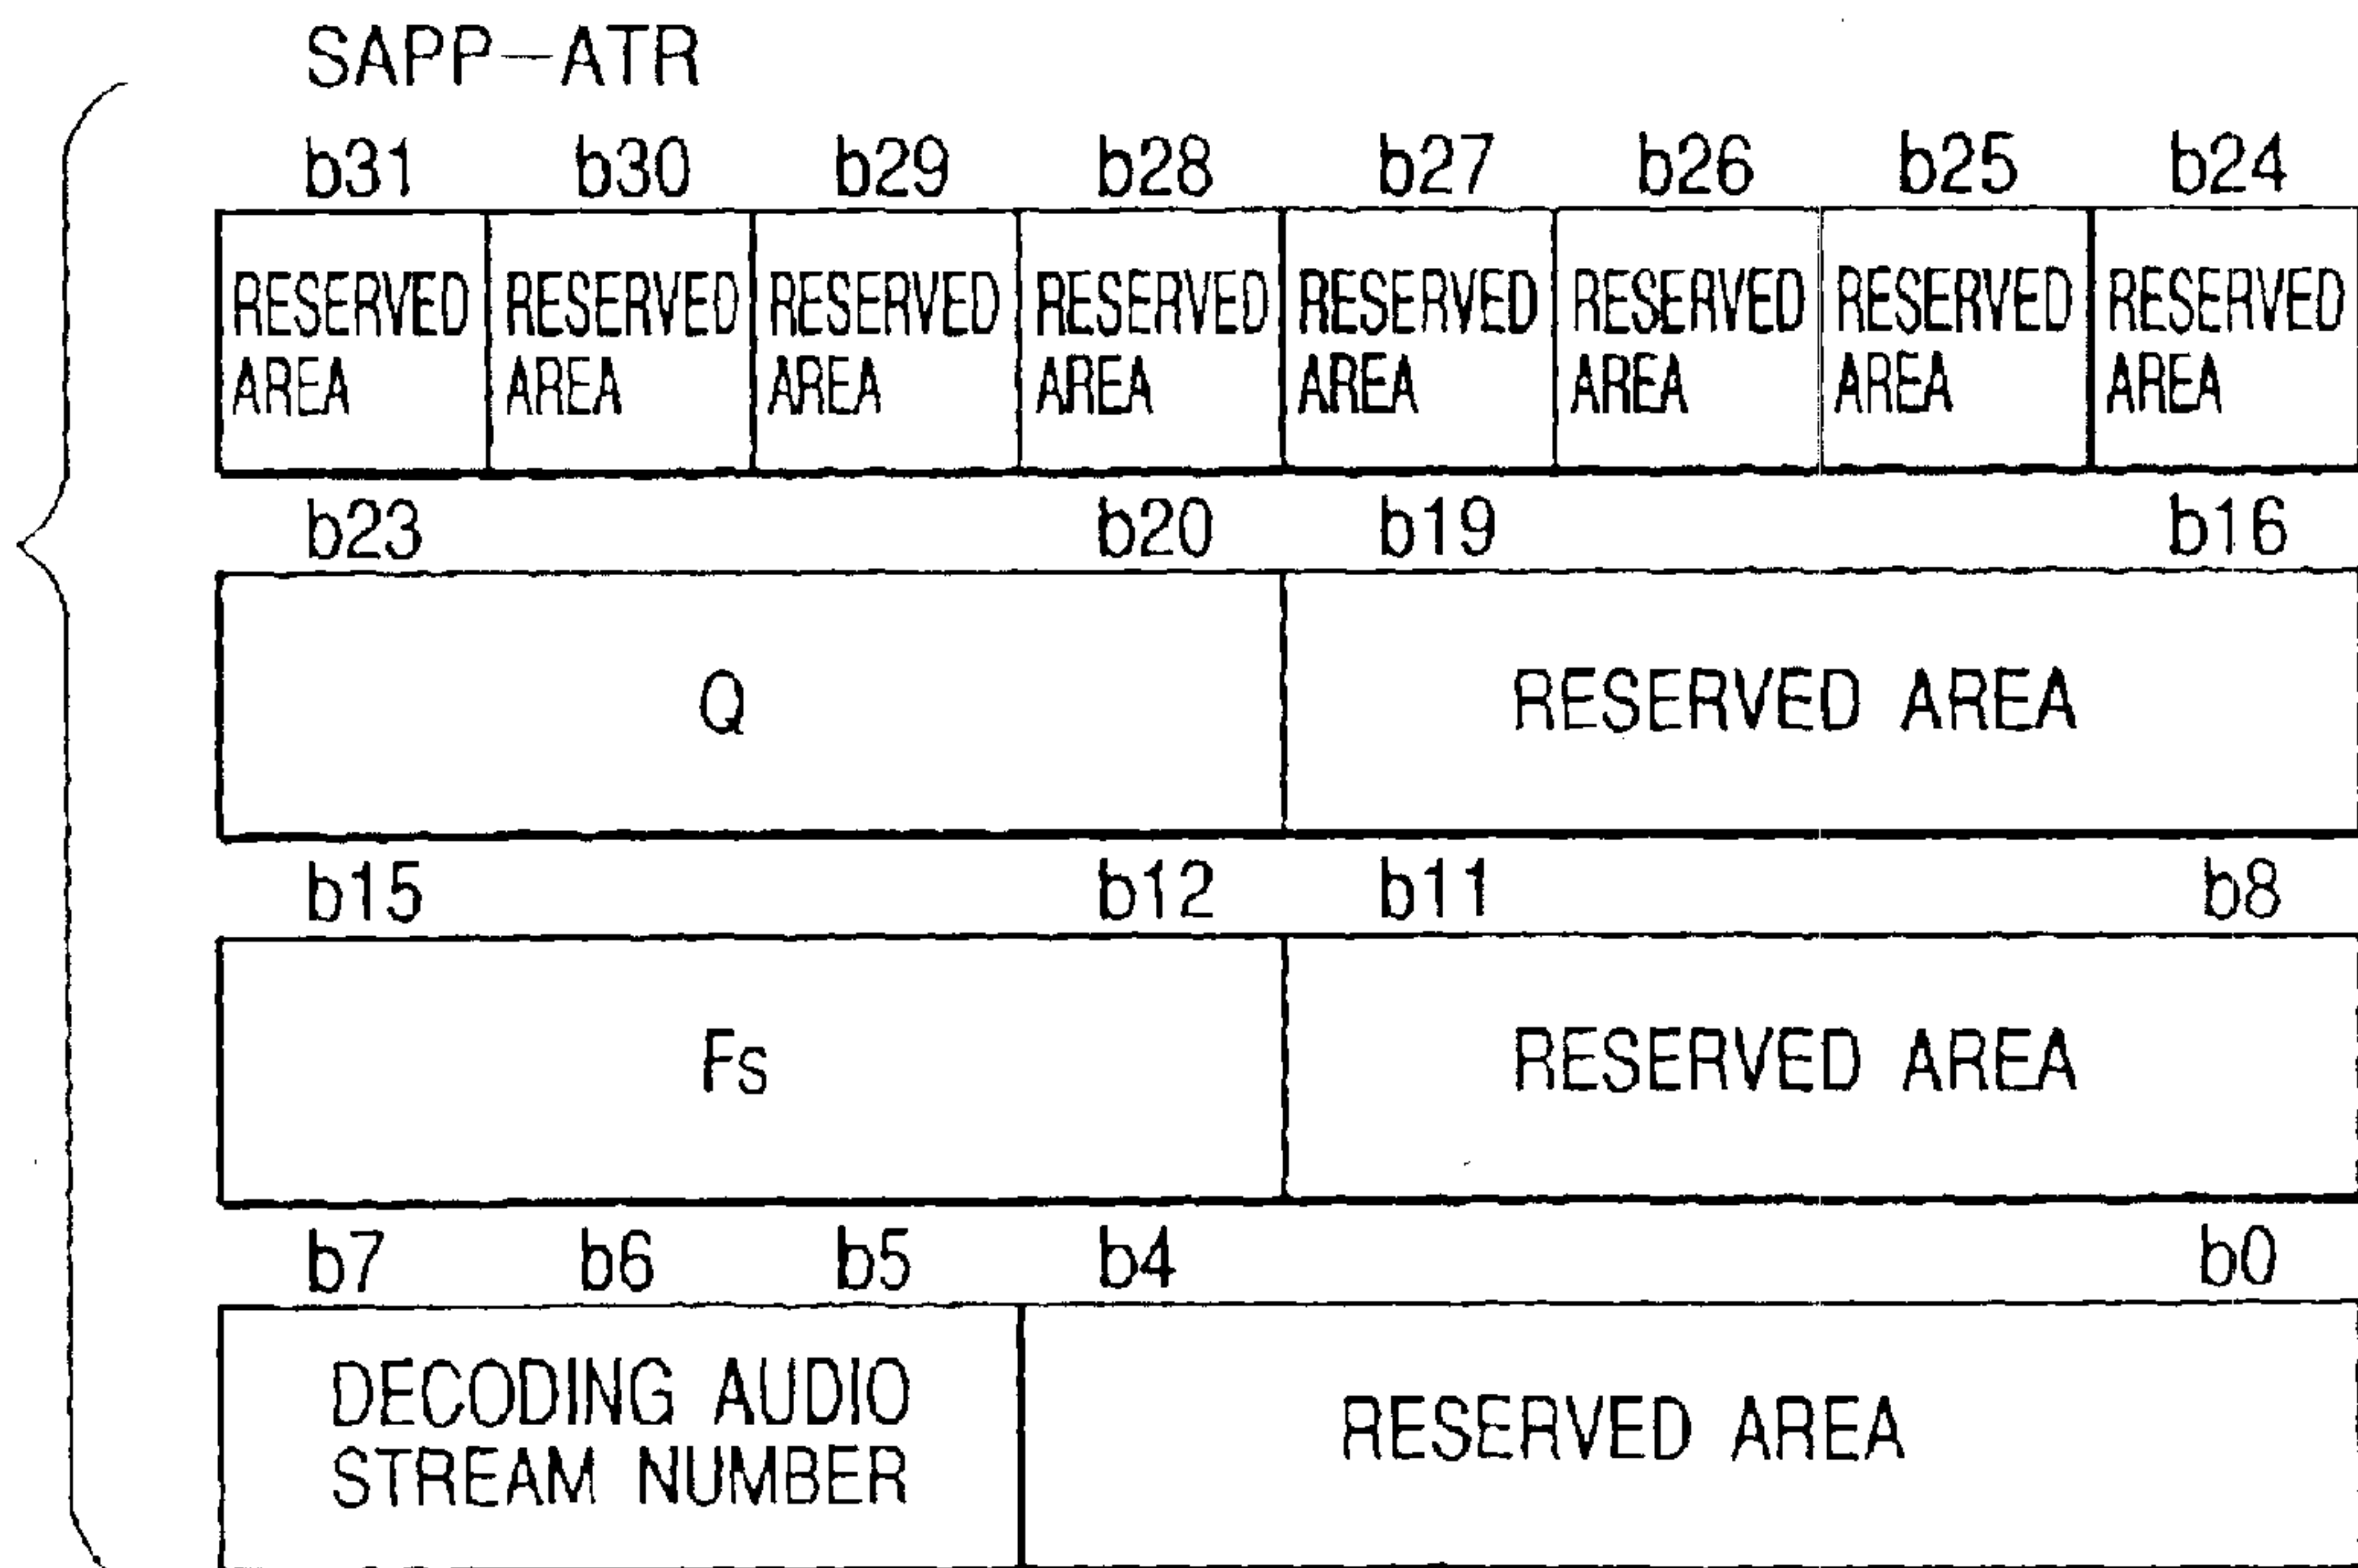 SAPP-ATR
b31 b30 b29 b28 b27 b26 b25 b24
RESERVED RESERVED RESERVED RESERVED RESERVED RESERVED RESERVED RESERVED
AREA AREA AREA AREA AREA AREA AREA AREA
b23 b20 b19 b16
Q RESERVED AREA
b15 b12 b11 b8
Fs RESERVED AREA
b7 b6 b5 b4 b0
DECODING AUDIO
STREAM NUMBER
RESERVED AREA